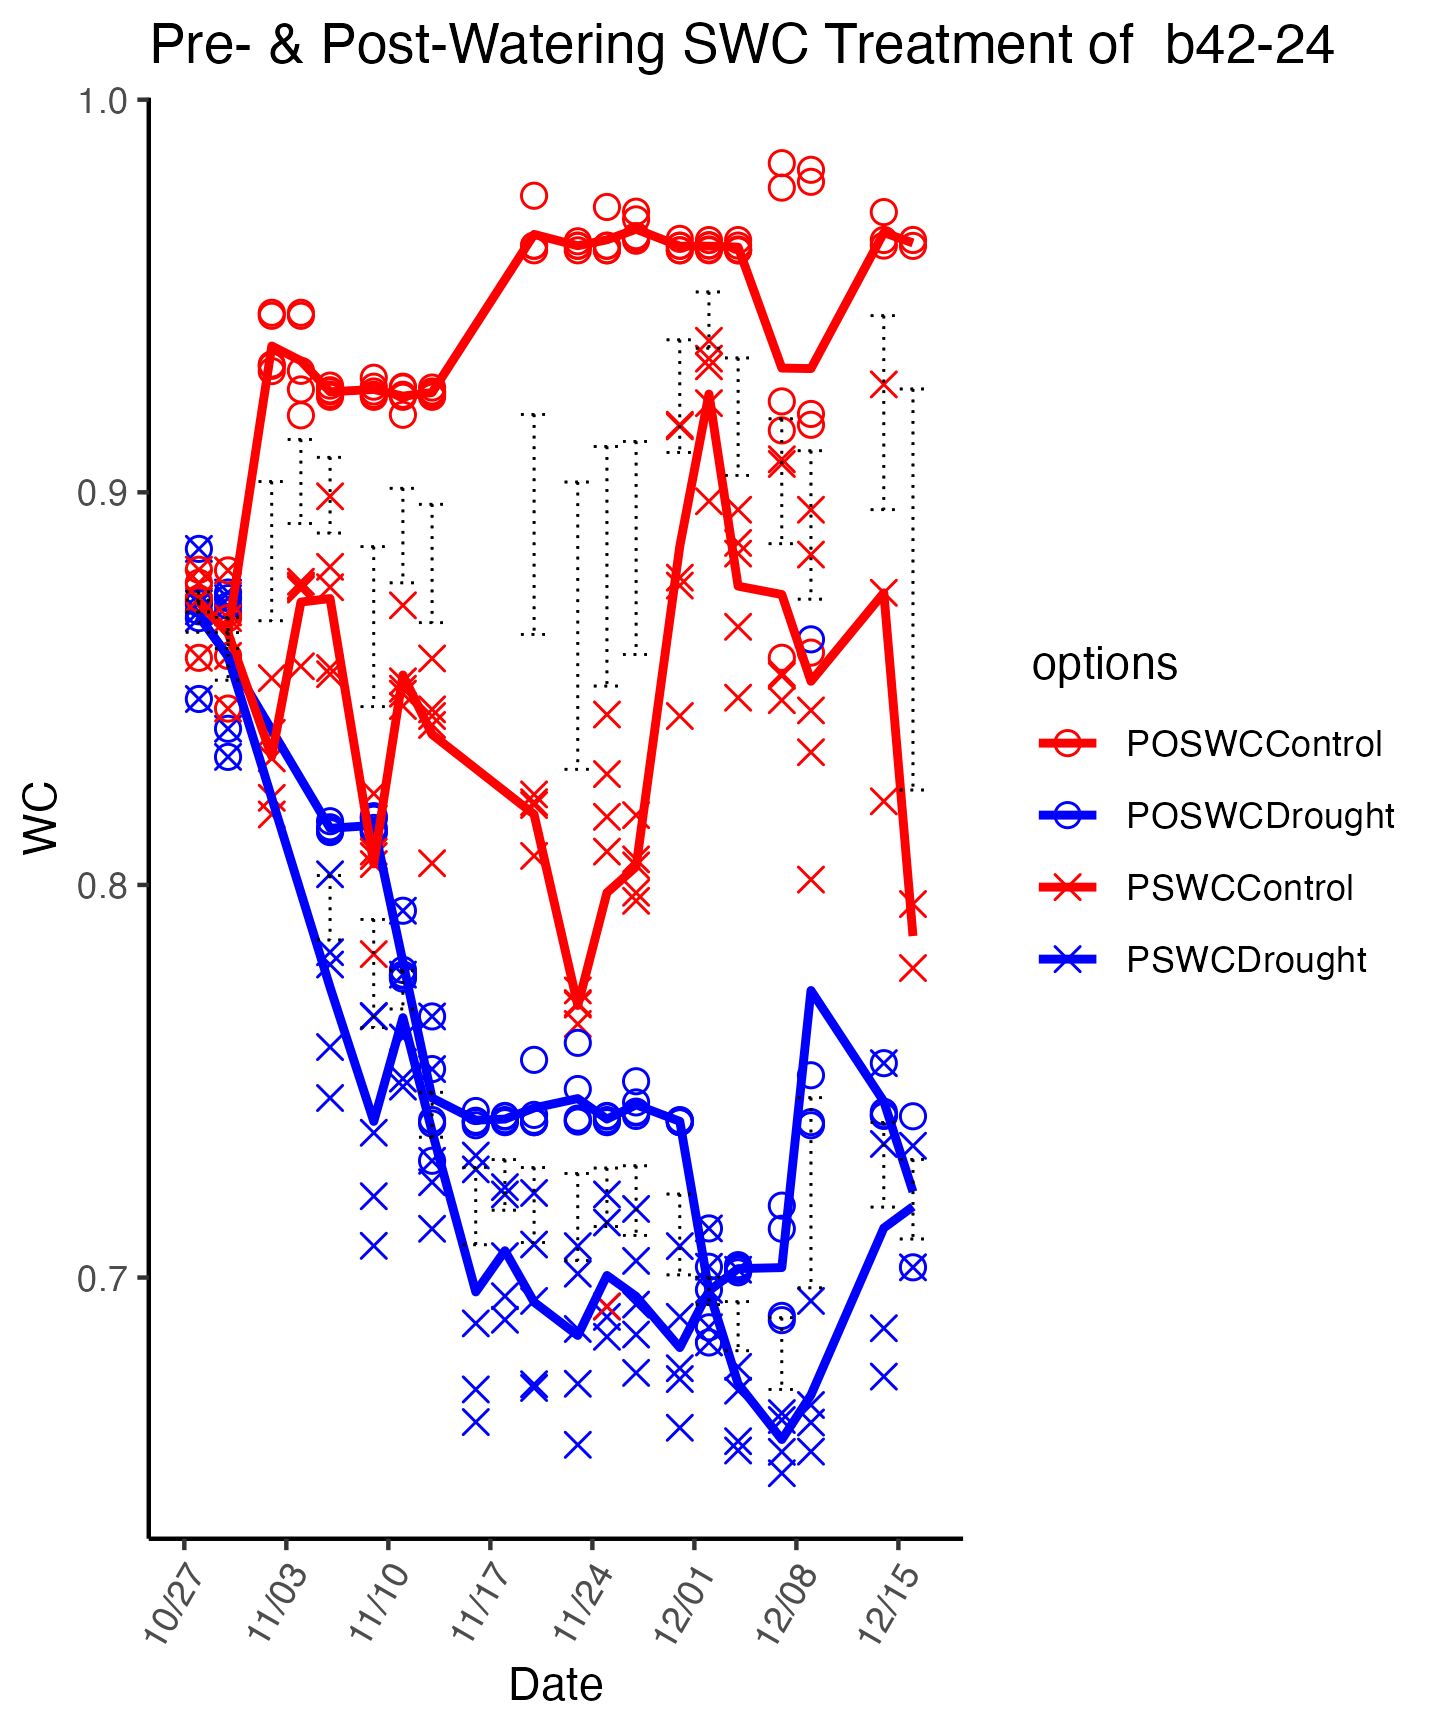 Pre- & Post-Watering SWC Treatment of  b42-24
1.0
0.9
0.8
0.7
WC
10/27
11/03
11/10
11/17
11/24
12/01
12/08
12/15
Date
options
POSWCControl
POSWCDrought
PSWCControl
PSWCDrought